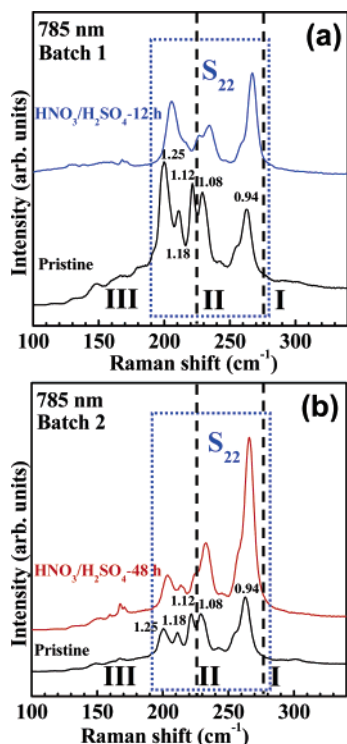 785 nm
Batch 1
(a)
S22
HNO3/H2SO4-12 h
1.25
1.12
1.08
0.94
1.18
Pristine
III
II
I
Intensity (arb. units)
100 150 200 250 300
Raman shift (cm-1)
785 nm
Batch 2
(b)
S22
HNO3/H2SO4-48 h
1.25
1.18
1.12
1.08
0.94
Pristine
III
II
I
Intensity (arb. units)
100 150 200 250 300
Raman shift (cm-1)